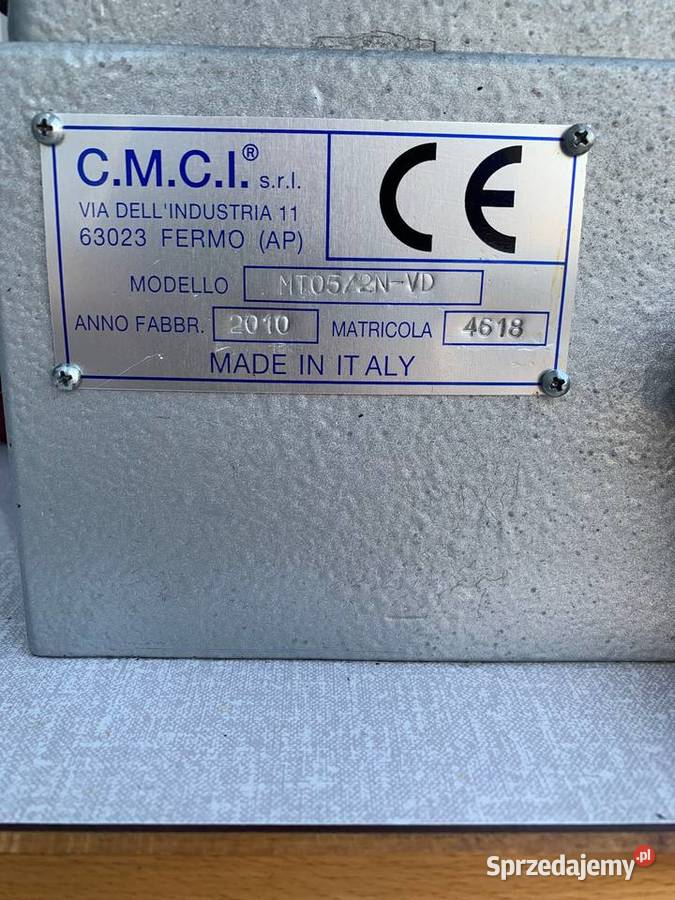 C.M.C.I.® s.r.l.
VIA DELL'INDUSTRIA 11
63023 FERMO (AP)
CE
MODELLO MT05/2N-VD
ANNO FABBR. 2010 MATRICOLA 4618
MADE IN ITALY
Sprzedajemy.pl